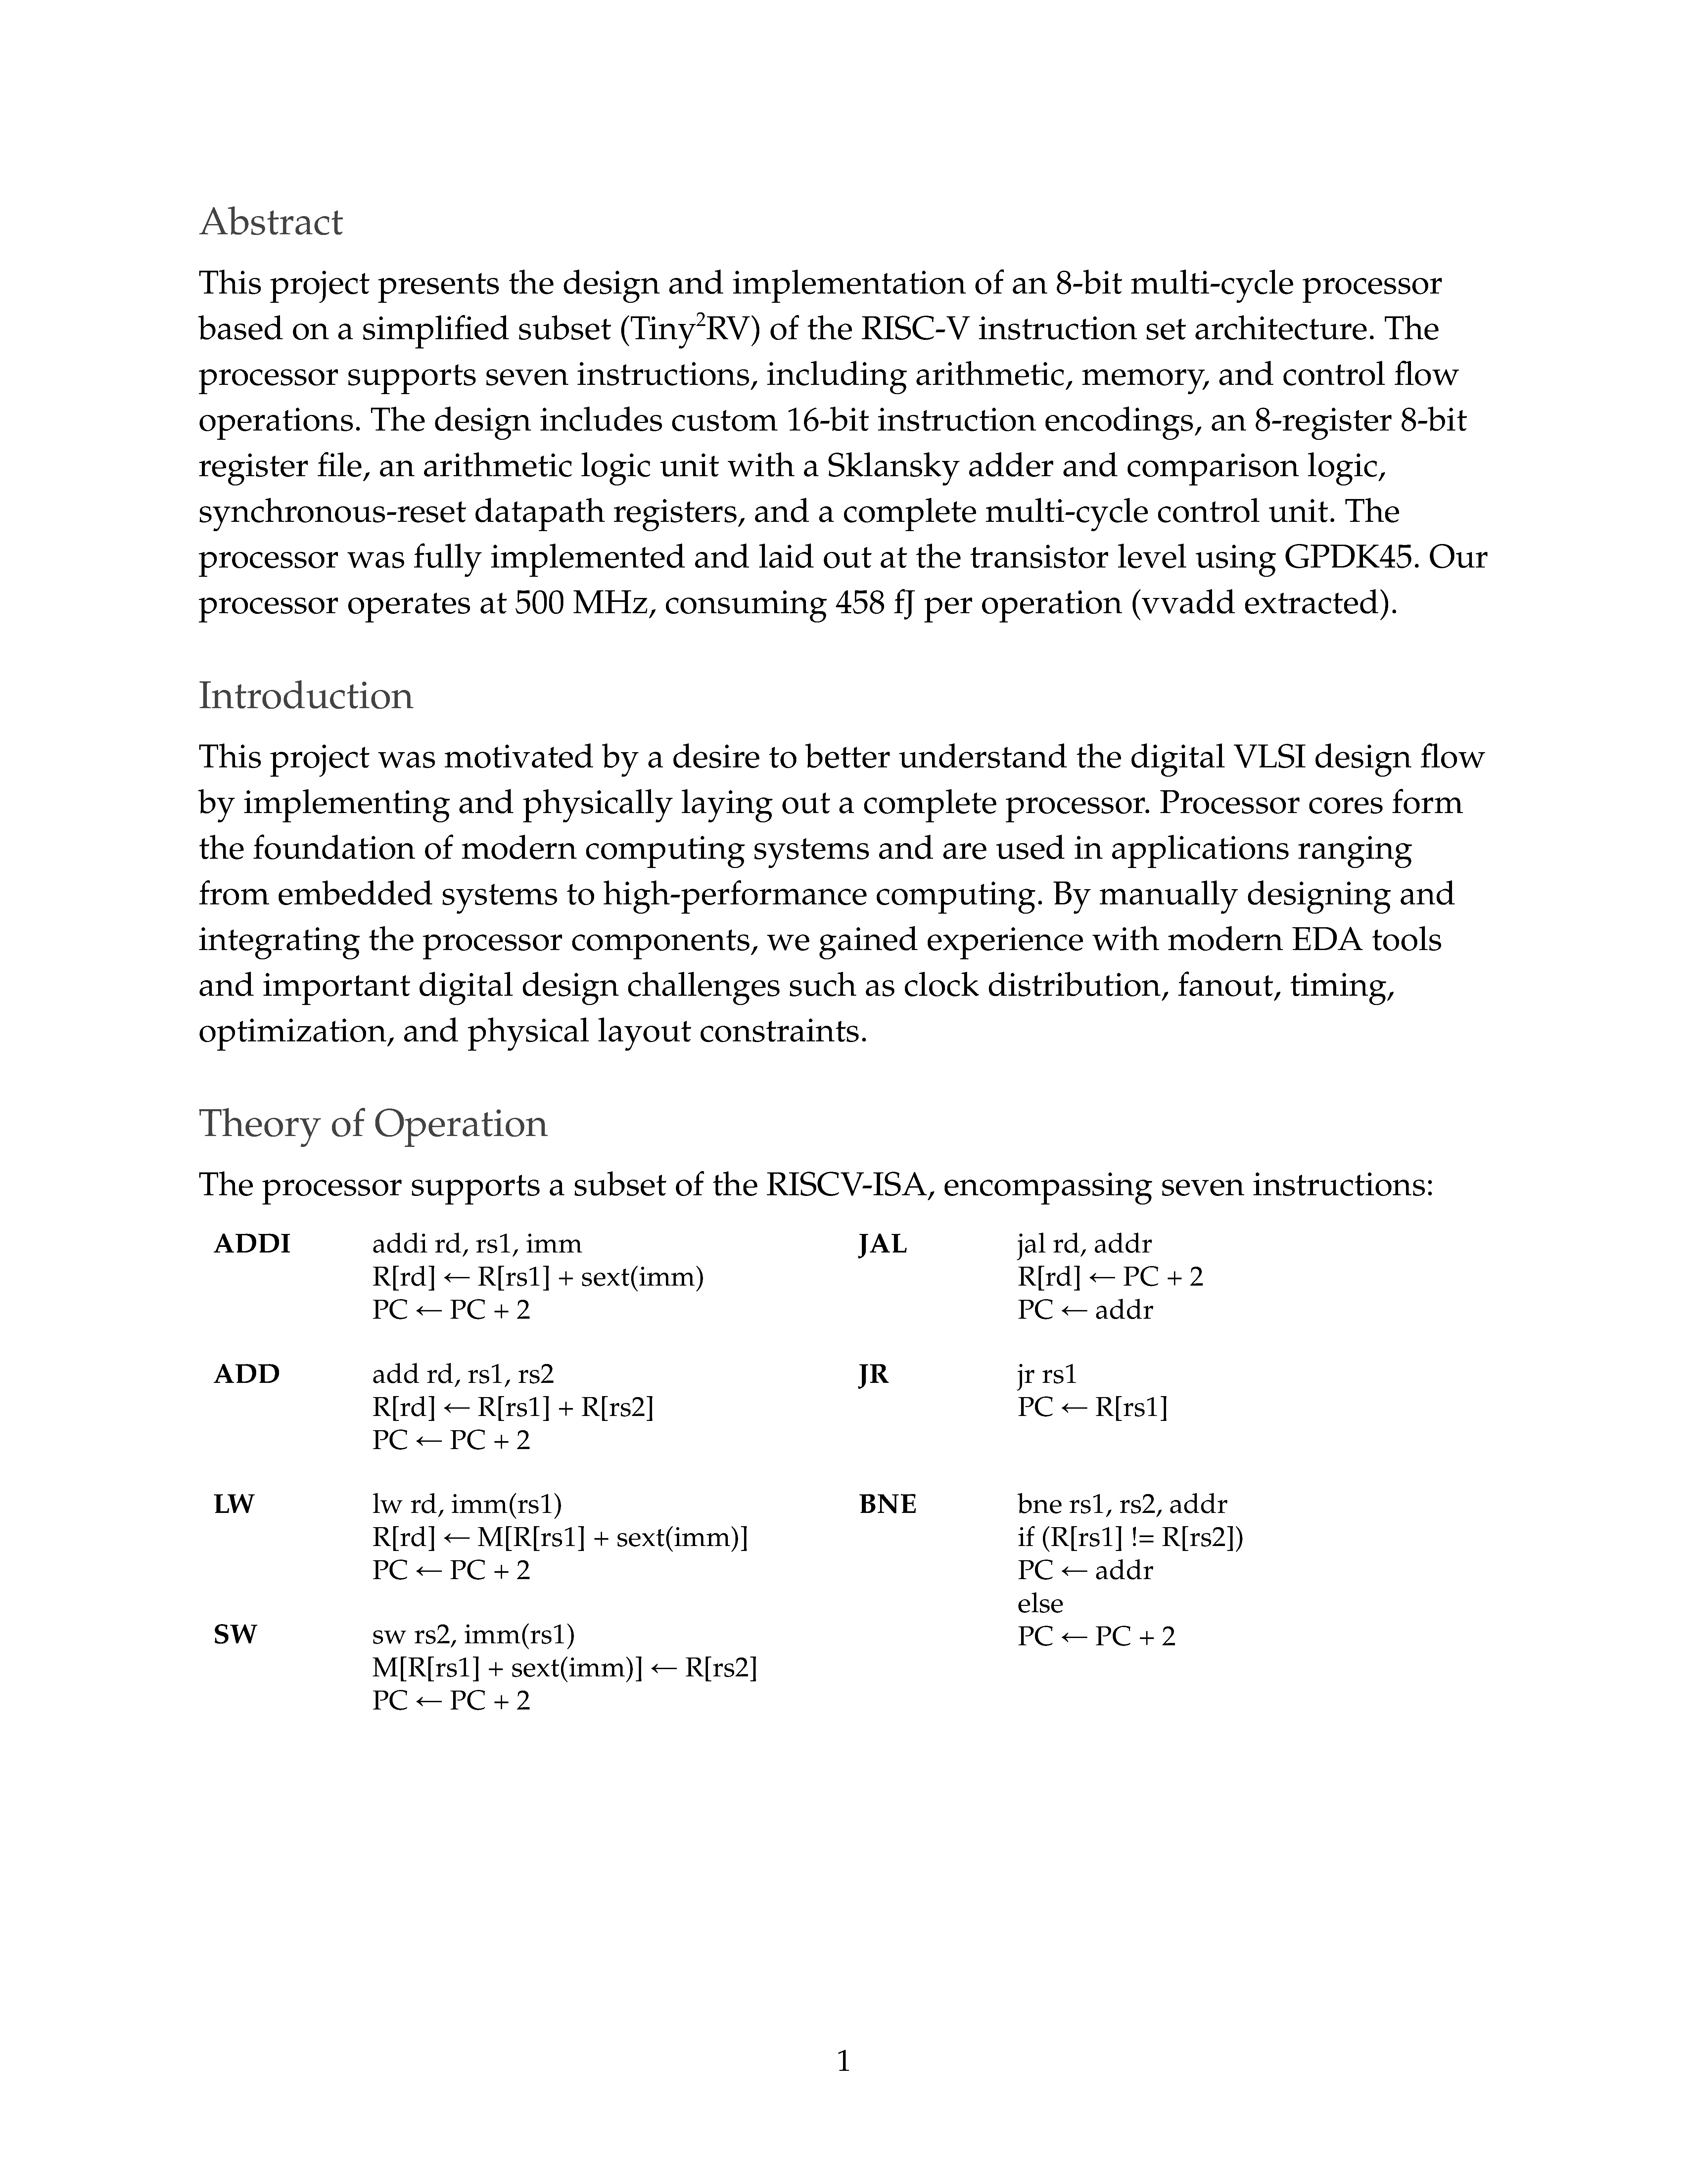 Abstract
This project presents the design and implementation of an 8-bit multi-cycle processor
based on a simplified subset (Tiny²RV) of the RISC-V instruction set architecture. The
processor supports seven instructions, including arithmetic, memory, and control flow
operations. The design includes custom 16-bit instruction encodings, an 8-register 8-bit
register file, an arithmetic logic unit with a Sklansky adder and comparison logic,
synchronous-reset datapath registers, and a complete multi-cycle control unit. The
processor was fully implemented and laid out at the transistor level using GPDK45. Our
processor operates at 500 MHz, consuming 458 fJ per operation (vvadd extracted).
Introduction
This project was motivated by a desire to better understand the digital VLSI design flow
by implementing and physically laying out a complete processor. Processor cores form
the foundation of modern computing systems and are used in applications ranging
from embedded systems to high-performance computing. By manually designing and
integrating the processor components, we gained experience with modern EDA tools
and important digital design challenges such as clock distribution, fanout, timing,
optimization, and physical layout constraints.
Theory of Operation
The processor supports a subset of the RISCV-ISA, encompassing seven instructions:
ADDI addi rd, rs1, imm
R[rd] ← R[rs1] + sext(imm)
PC ← PC + 2
ADD add rd, rs1, rs2
R[rd] ← R[rs1] + R[rs2]
PC ← PC + 2
LW lw rd, imm(rs1)
R[rd] ← M[R[rs1] + sext(imm)]
PC ← PC + 2
SW sw rs2, imm(rs1)
M[R[rs1] + sext(imm)] ← R[rs2]
PC ← PC + 2
JAL jal rd, addr
R[rd] ← PC + 2
PC ← addr
JR jr rs1
PC ← R[rs1]
BNE bne rs1, rs2, addr
if (R[rs1] != R[rs2])
PC ← addr
else
PC ← PC + 2
1